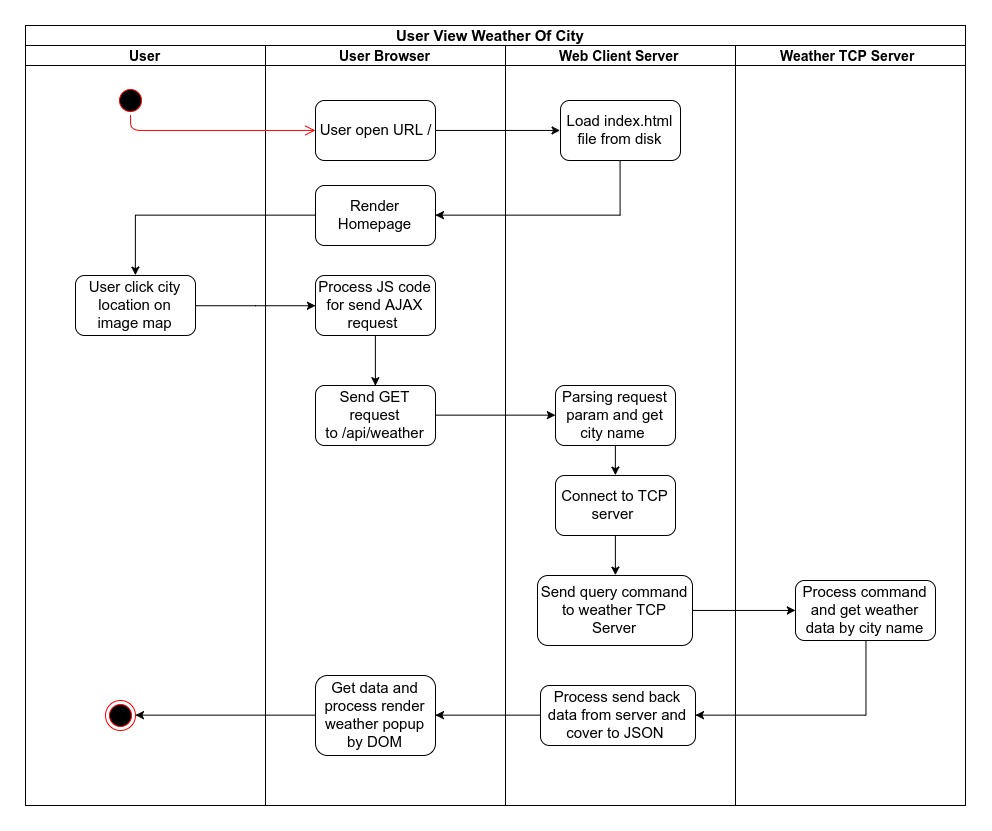 User View Weather Of City
User
User Browser
Web Client Server
Weather TCP Server
User open URL /
Load index.html
file from disk
Render
Homepage
User click city
location on
image map
Process JS code
for send AJAX
request
Send GET
request
to /api/weather
Parsing request
param and get
city name
Connect to TCP
server
Send query command
to weather TCP
Server
Process command
and get weather
data by city name
Process send back
data from server and
cover to JSON
Get data and
process render
weather popup
by DOM